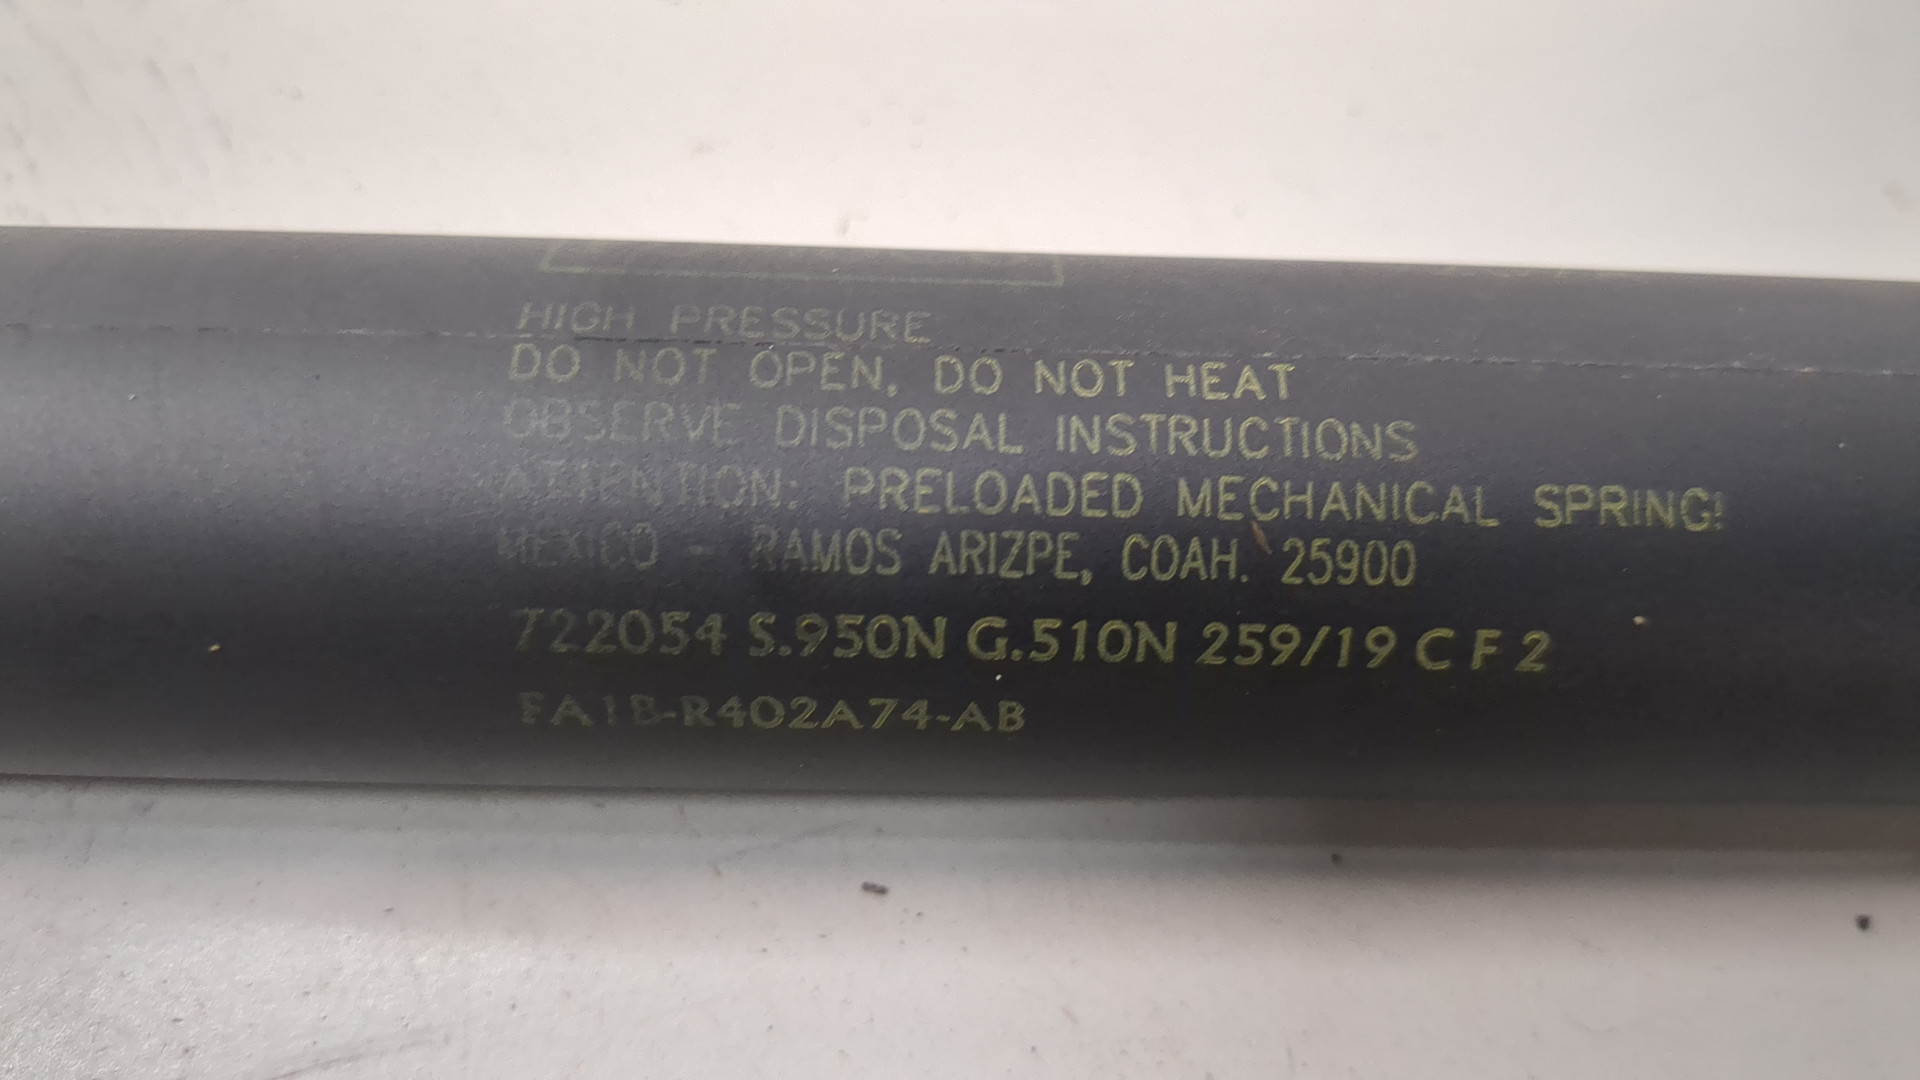 HIGH PRESSURE
DO NOT OPEN, DO NOT HEAT
OBSERVE DISPOSAL INSTRUCTIONS
ATTENTION: PRELOADED MECHANICAL SPRING!
MEXICO - RAMOS ARIZPE, COAH. 25900
722054 S.950N G.510N 259/19 C F 2
FA1B-R402A74-AB